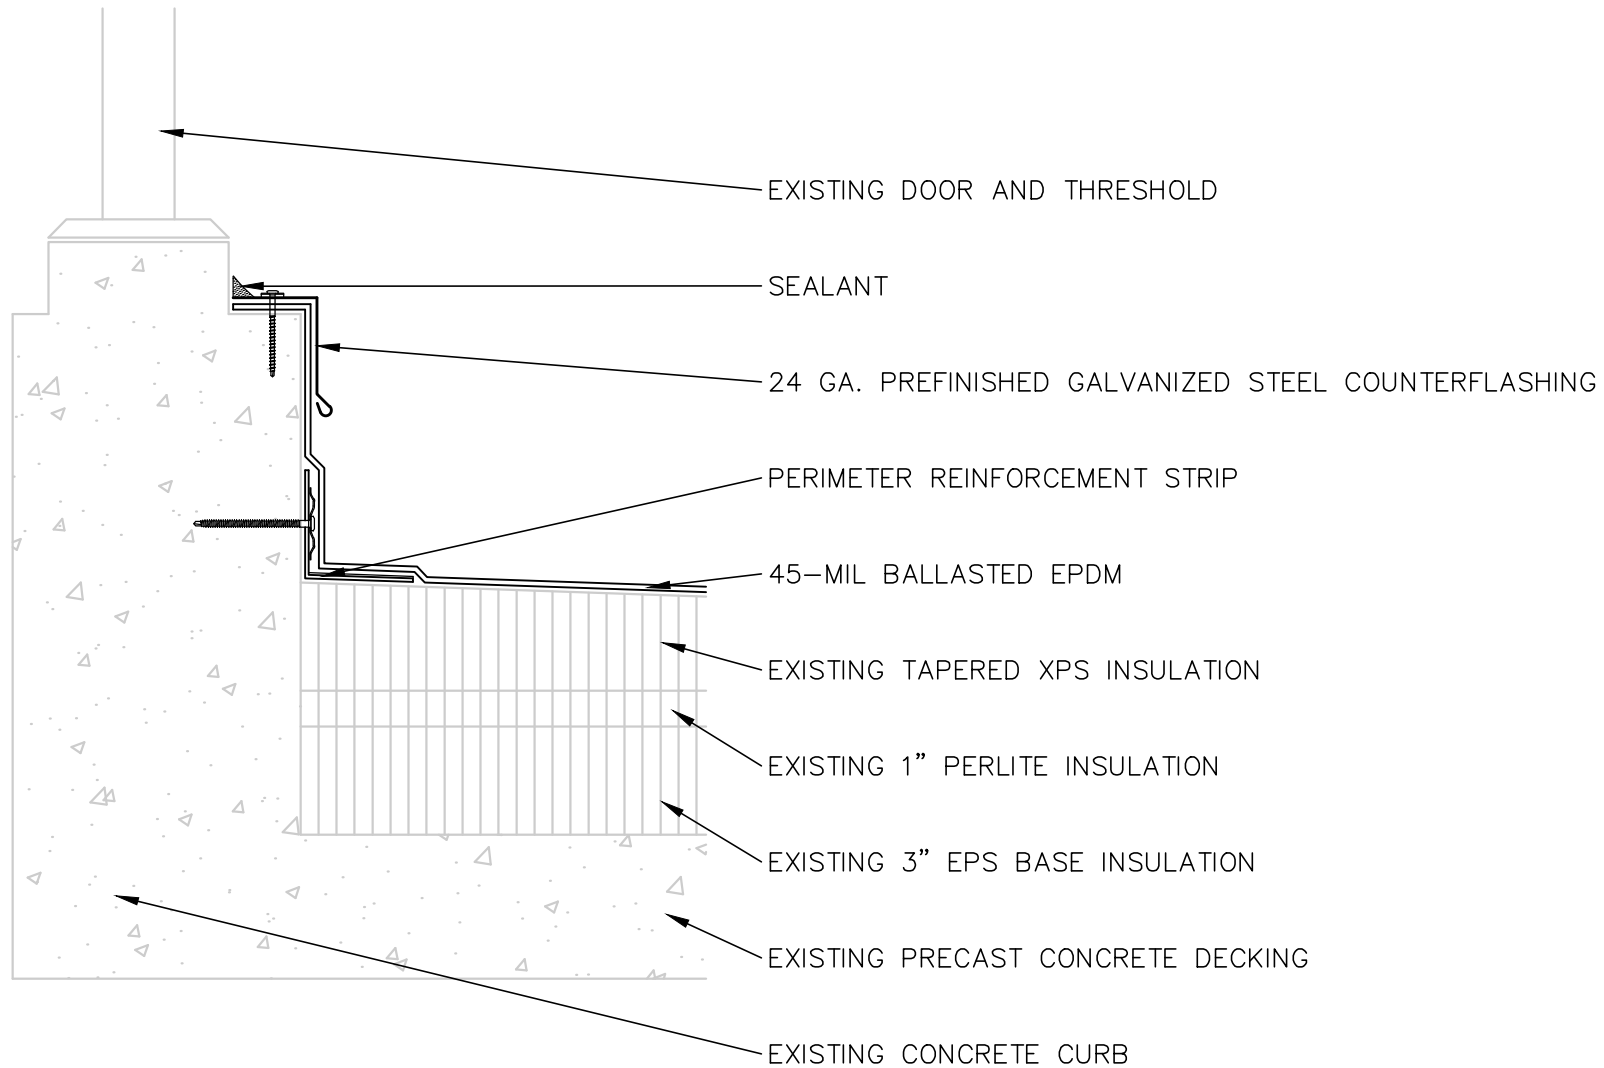 EXISTING DOOR AND THRESHOLD
SEALANT
24 GA. PREFINISHED GALVANIZED STEEL COUNTERFLASHING
PERIMETER REINFORCEMENT STRIP
45-MIL BALLASTED EPDM
EXISTING TAPERED XPS INSULATION
EXISTING 1" PERLITE INSULATION
EXISTING 3" EPS BASE INSULATION
EXISTING PRECAST CONCRETE DECKING
EXISTING CONCRETE CURB